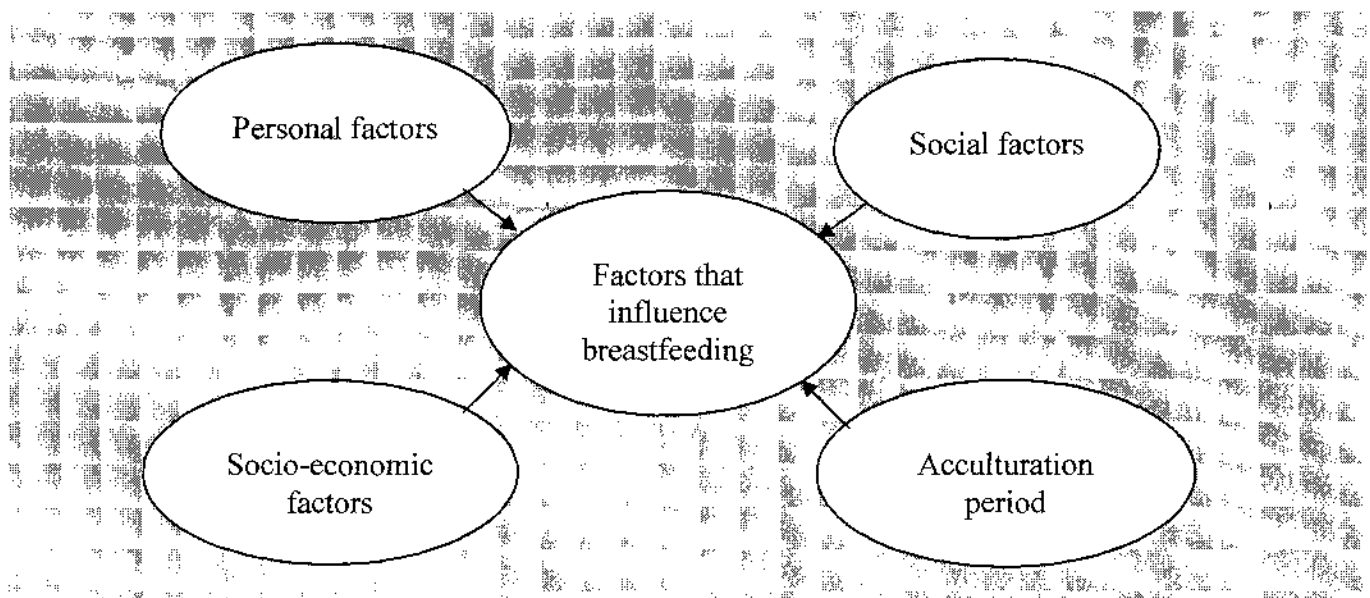 Personal factors
Social factors
Factors that
influence
breastfeeding
Socio-economic
factors
Acculturation
period